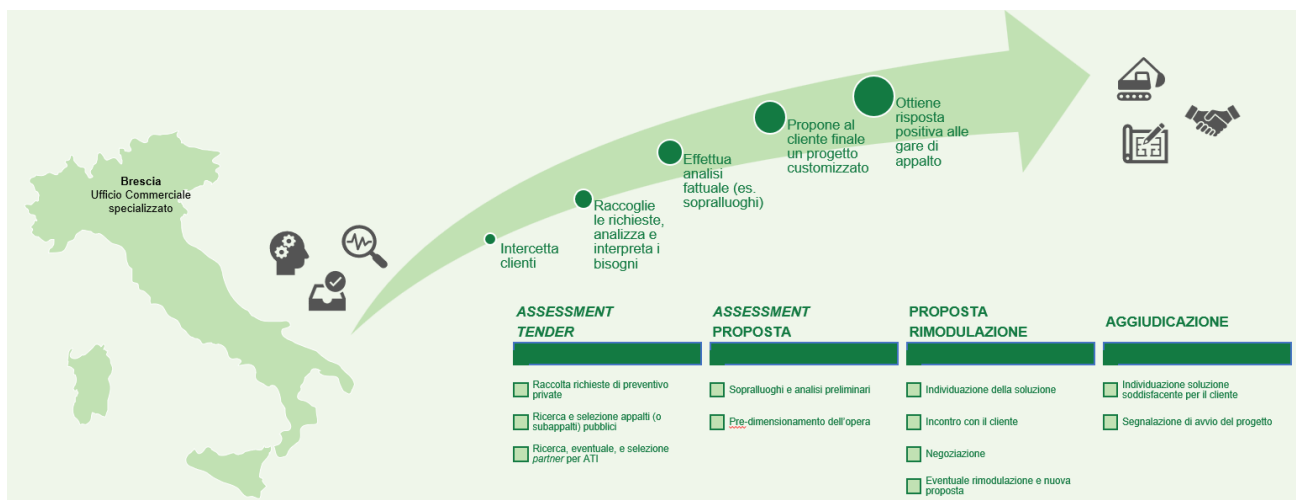 Brescia
Ufficio Commerciale
specializzato
Intercetta
clienti
Raccoglie
le richieste,
analizza e
interpreta i
bisogni
Effettua
analisi
fattuale (es.
sopralluoghi)
Propone al
cliente finale
un progetto
customizzato
Ottiene
risposta
positiva alle
gare di
appalto
ASSESSMENT
TENDER
Raccolta richieste di preventivo
private
Ricerca e selezione appalti (o
subappalti) pubblici
Ricerca, eventuale, e selezione
partner per ATI
ASSESSMENT
PROPOSTA
Sopralluoghi e analisi preliminari
Pre-dimensionamento dell'opera
PROPOSTA
RIMODULAZIONE
Individuazione della soluzione
Incontro con il cliente
Negoziazione
Eventuale rimodulazione e nuova
proposta
AGGIUDICAZIONE
Individuazione soluzione
soddisfacente per il cliente
Segnalazione di avvio del progetto